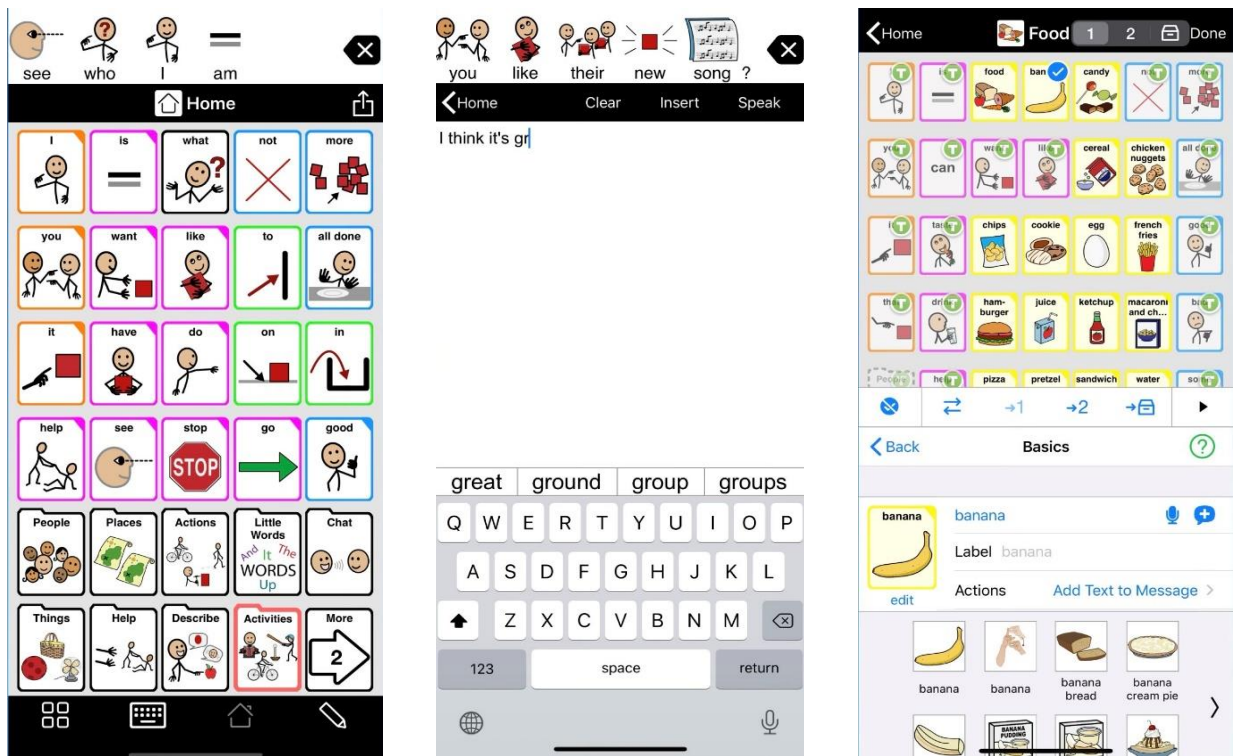 see who I am
Home
I is what not more
you want like to all done
it have do on in
help see stop go good
STOP
People Places Actions Little Words Chat
And It The
WORDS
Up
Things Help Describe Activities More
2
you like their new song ?
Home Clear Insert Speak
I think it's gr
great ground group groups
Q W E R T Y U I O P
A S D F G H J K L
Z X C V B N M
123 space return
Home Food 1 2 Done
food ban candy
can cereal chicken nuggets all done
chips cookie egg french fries
ham-burger juice ketchup macaroni and ch...
People pizza pretzel sandwich water
→1 →2
Back Basics ?
banana banana
Label banana
edit Actions Add Text to Message >
banana banana banana bread banana cream pie
BANANA PUDDING